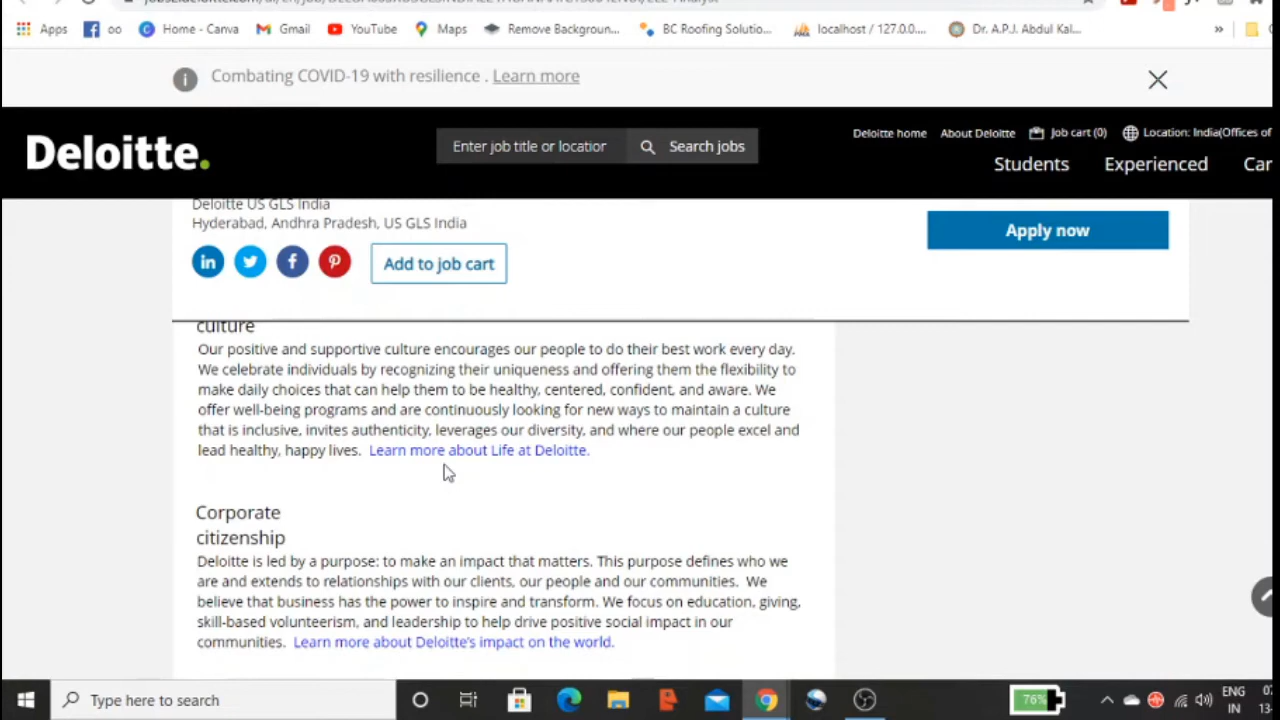 Apps
oo
Home - Canva
Gmail
YouTube
Maps
Remove Backgroun...
BC Roofing Solutio...
localhost / 127.0.0....
Dr. A.P.J. Abdul Kal...
»
Combating COVID-19 with resilience . Learn more
Deloitte home
About Deloitte
Job cart (0)
Location: India(Offices of
Deloitte.
Enter job title or locatior
Search jobs
Students
Experienced
Car
Deloitte US GLS India
Hyderabad, Andhra Pradesh, US GLS India
Apply now
Add to job cart
culture
Our positive and supportive culture encourages our people to do their best work every day.
We celebrate individuals by recognizing their uniqueness and offering them the flexibility to
make daily choices that can help them to be healthy, centered, confident, and aware. We
offer well-being programs and are continuously looking for new ways to maintain a culture
that is inclusive, invites authenticity, leverages our diversity, and where our people excel and
lead healthy, happy lives. Learn more about Life at Deloitte.
Corporate
citizenship
Deloitte is led by a purpose: to make an impact that matters. This purpose defines who we
are and extends to relationships with our clients, our people and our communities. We
believe that business has the power to inspire and transform. We focus on education, giving,
skill-based volunteerism, and leadership to help drive positive social impact in our
communities. Learn more about Deloitte's impact on the world.
Type here to search
76%
ENG
IN
13-